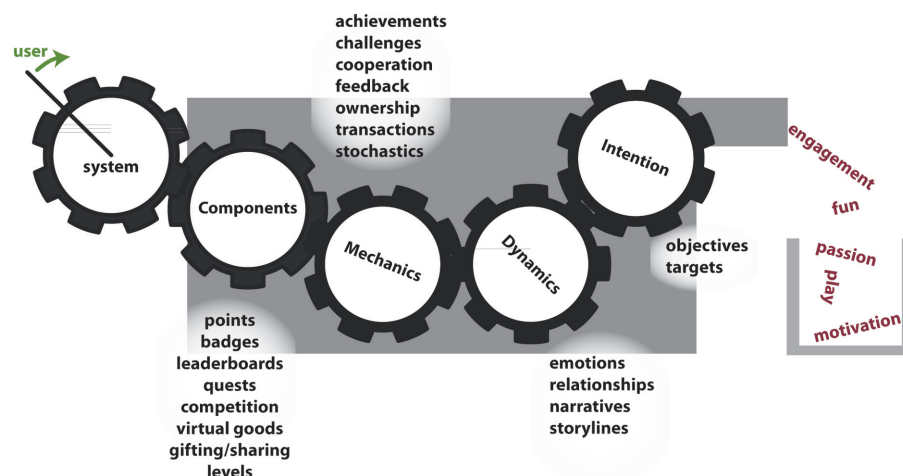 user
system
Components
Mechanics
Dynamics
Intention
achievements
challenges
cooperation
feedback
ownership
transactions
stochastics
points
badges
leaderboards
quests
competition
virtual goods
gifting/sharing
levels
emotions
relationships
narratives
storylines
objectives
targets
engagement
fun
passion
play
motivation